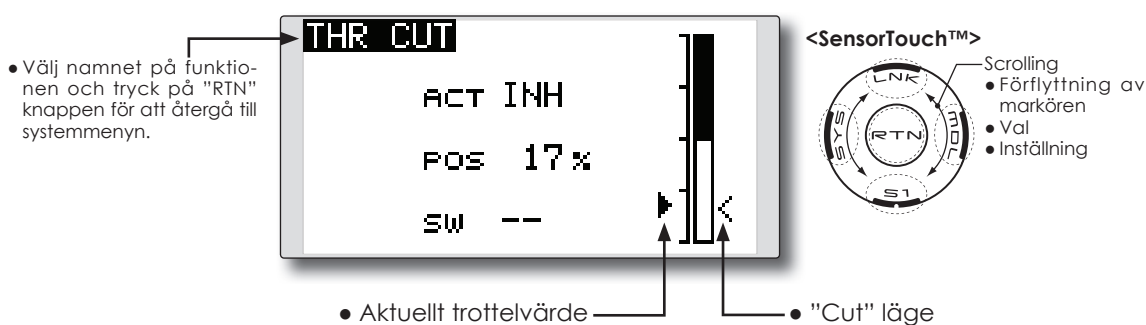 ● Välj namnet på funktio-
nen och tryck på ”RTN”
knappen för att återgå till
systemmenyn.
THR CUT
ACT INH
POS 17%
SW --
● Aktuellt trottelvärde
● ”Cut” läge
<SensorTouch™>
LNK
SYS
RTN
MDL
S1
Scrolling
● Förflyttning av
markören
● Val
● Inställning